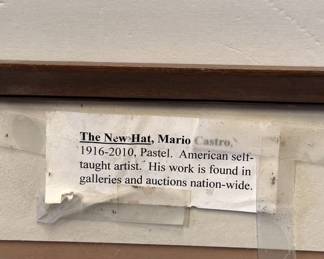 The New Hat, Mario Castro,
1916-2010, Pastel. American self-
taught artist. His work is found in
galleries and auctions nation-wide.